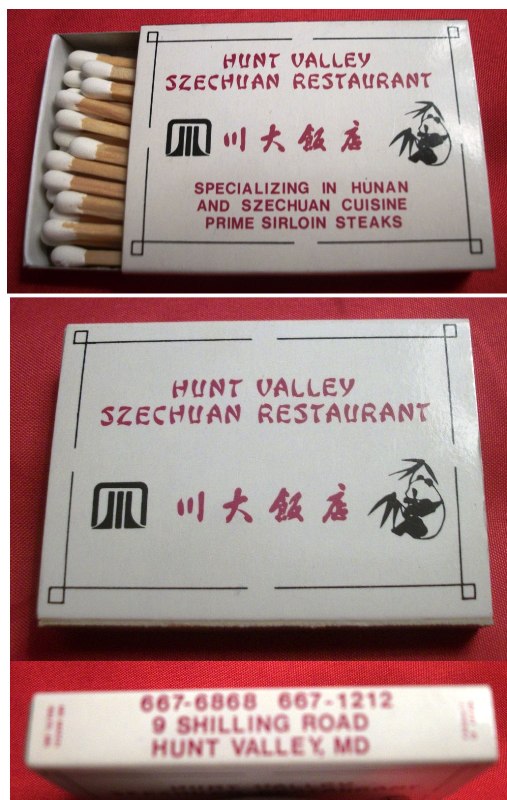 HUNT VALLEY
SZECHUAN RESTAURANT
川大飯店
SPECIALIZING IN HUNAN
AND SZECHUAN CUISINE
PRIME SIRLOIN STEAKS
HUNT VALLEY
SZECHUAN RESTAURANT
川大飯店
667-6868 667-1212
9 SHILLING ROAD
HUNT VALLEY, MD